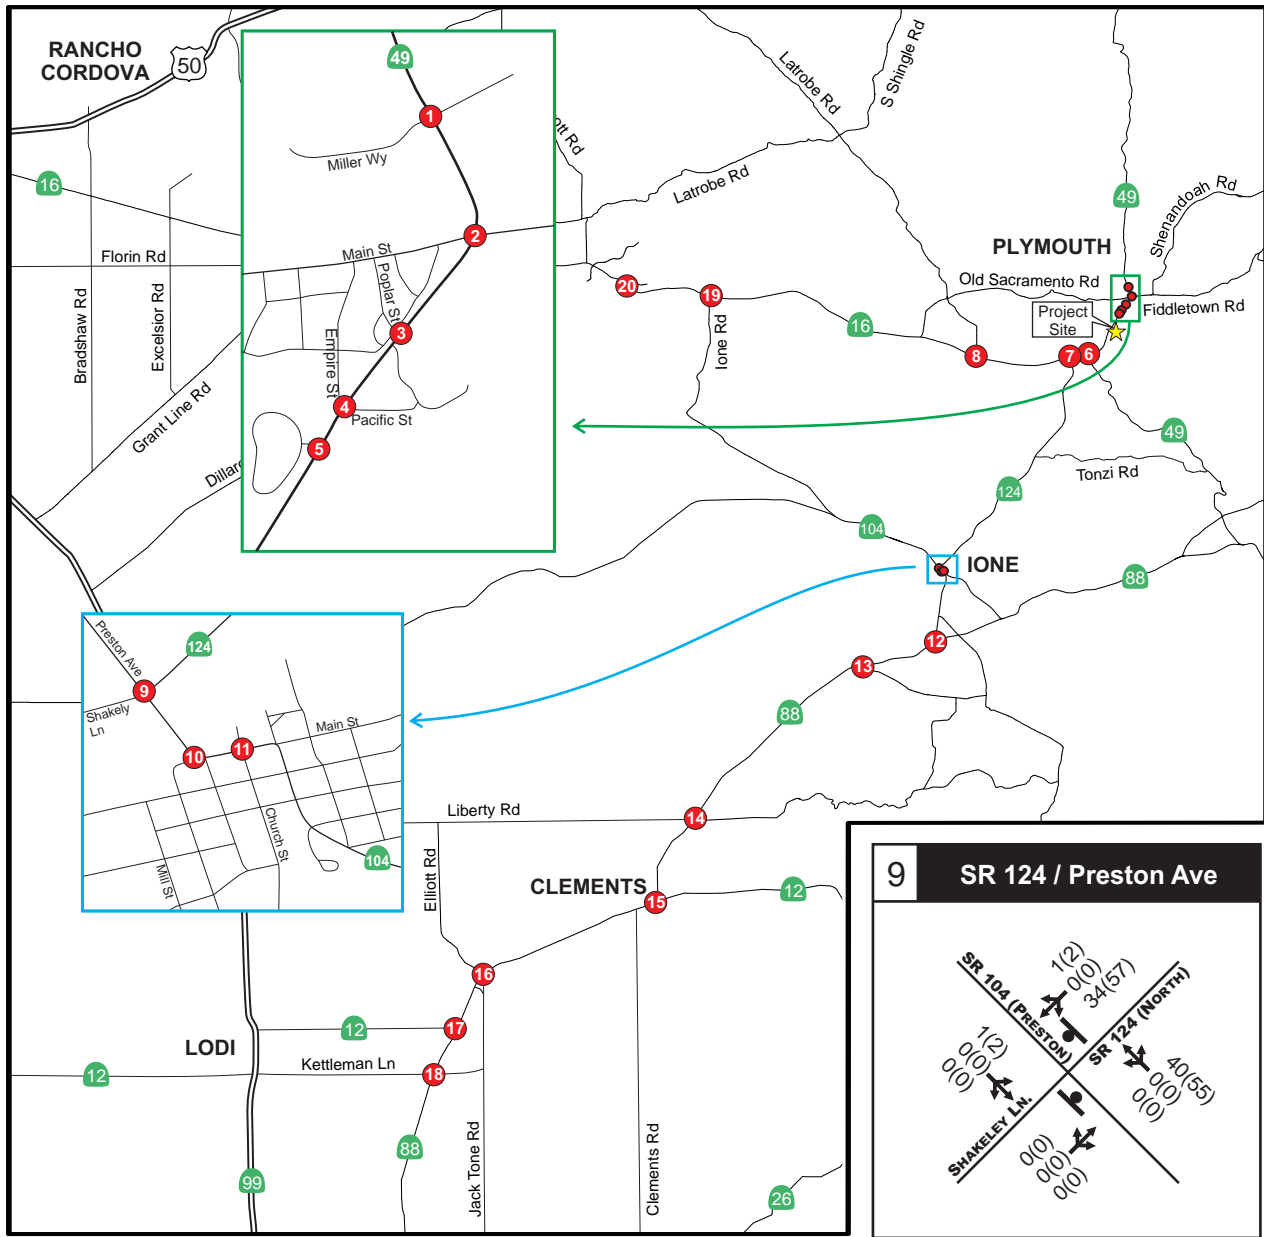 RANCHO
CORDOVA
50
49
1
Miller Wy
2
Main St
Poplar St
3
Empire St
4
Pacific St
5
ott Rd
Latrobe Rd
S Shingle Rd
Latrobe Rd
16
Florin Rd
Bradshaw Rd
Excelsior Rd
Grant Line Rd
Dillar
49
Shenandoah Rd
PLYMOUTH
Old Sacramento Rd
Fiddletown Rd
Project
Site
20
19
Ione Rd
16
8
7
6
49
Tonzi Rd
124
104
IONE
88
12
13
88
Preston Ave
124
9
Shakely
Ln
10
11
Main St
Church St
Mill St
104
Liberty Rd
14
Elliott Rd
CLEMENTS
15
12
16
17
12
LODI
Kettleman Ln
18
12
88
99
Jack Tone Rd
Clements Rd
26
9
SR 124 / Preston Ave
SR 104 (PRESTON)
1(2)
0(0)
34(57)
SR 124 (NORTH)
1(2)
0(0)
0(0)
40(55)
0(0)
0(0)
SHAKELEY LN.
0(0)
0(0)
0(0)